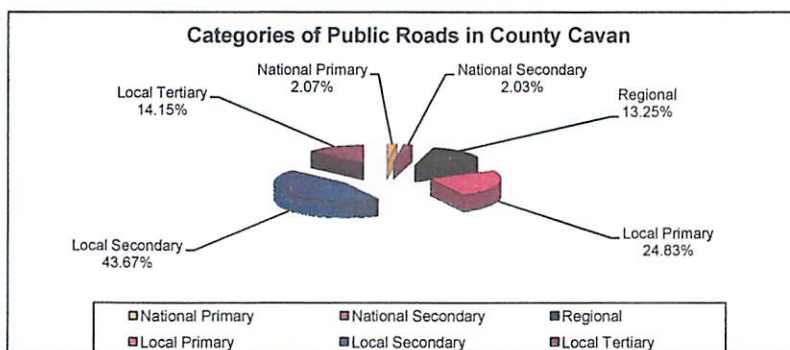 Categories of Public Roads in County Cavan
National Primary
2.07%
National Secondary
2.03%
Local Tertiary
14.15%
Regional
13.25%
Local Secondary
43.67%
Local Primary
24.83%
National Primary
National Secondary
Regional
Local Primary
Local Secondary
Local Tertiary